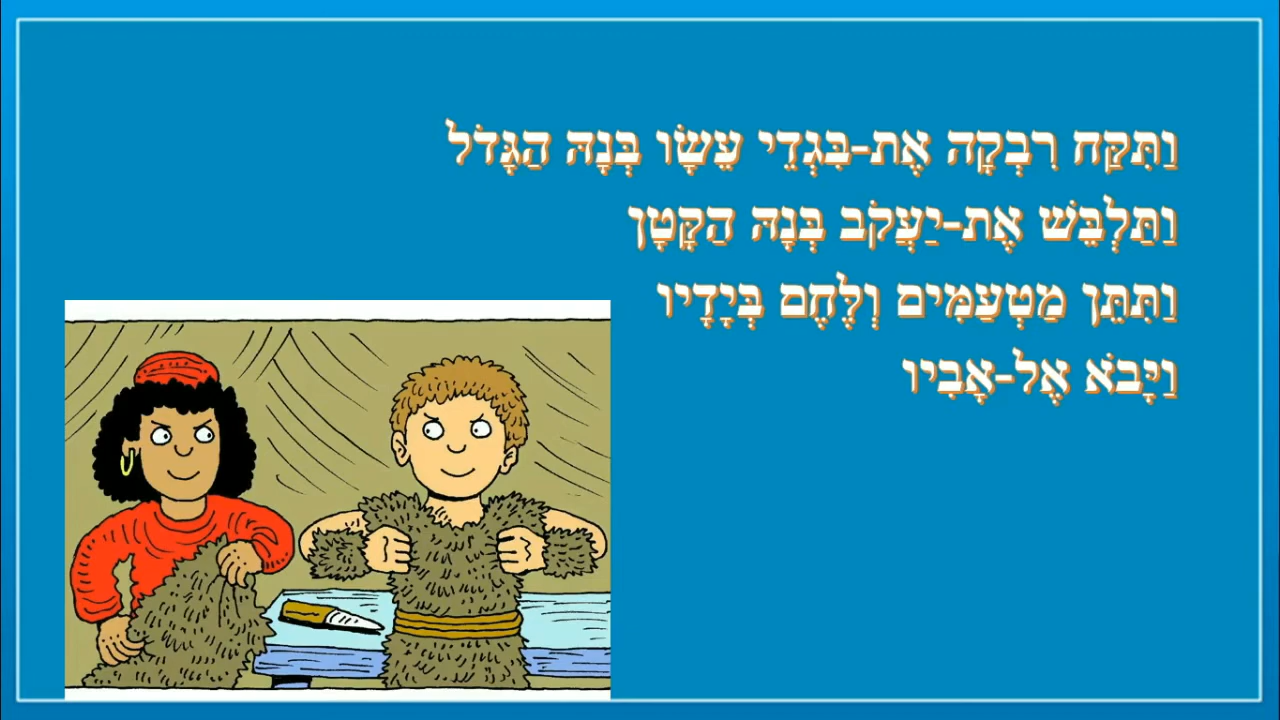 וַתִּקַּח רִבְקָה אֶת-בִּגְדֵי עֵשָׂו בְּנָהּ הַגָּדֹל
וַתַּלְבֵּשׁ אֶת-יַעֲקֹב בְּנָהּ הַקָּטָן
וַתִּתֵּן מַטְעַמִּים וְלֶחֶם בְּיָדָיו
וַיָּבֹא אֶל-אָבִיו